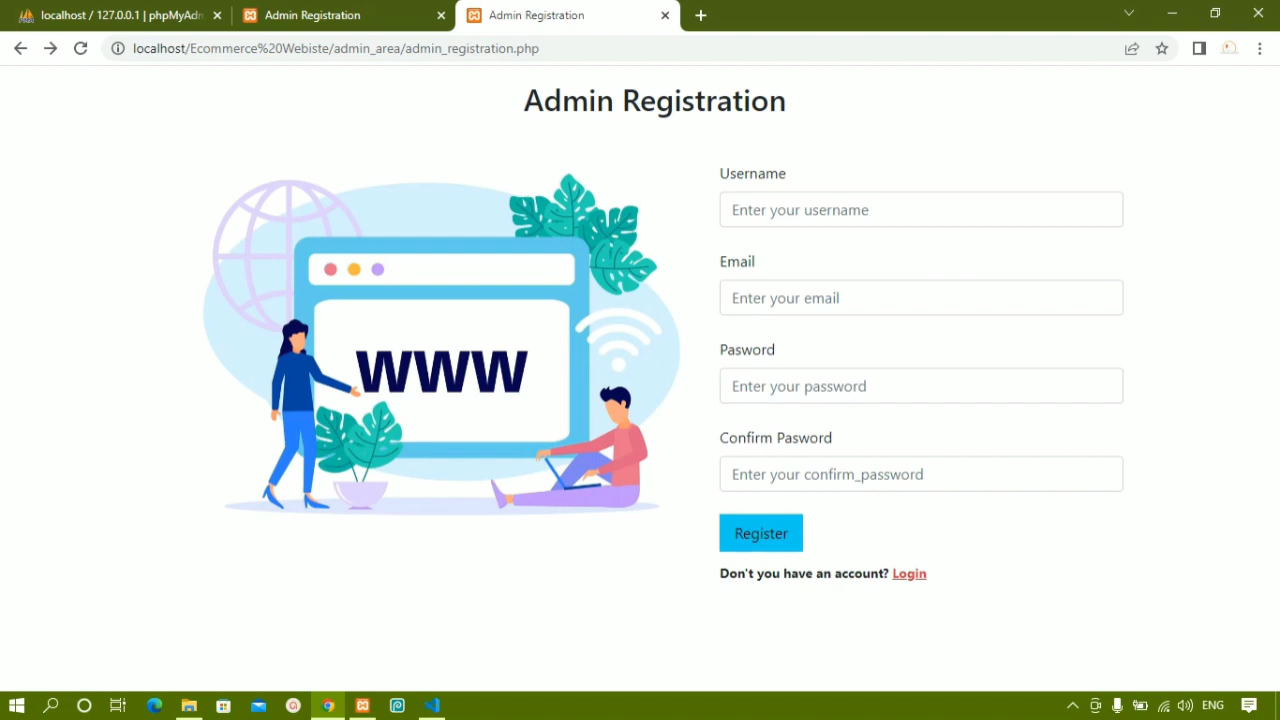 localhost / 127.0.0.1 | phpMyAdm
Admin Registration
Admin Registration
localhost/Ecommerce%20Webiste/admin_area/admin_registration.php
Admin Registration
www
Username
Enter your username
Email
Enter your email
Pasword
Enter your password
Confirm Pasword
Enter your confirm_password
Register
Don't you have an account? Login
ENG